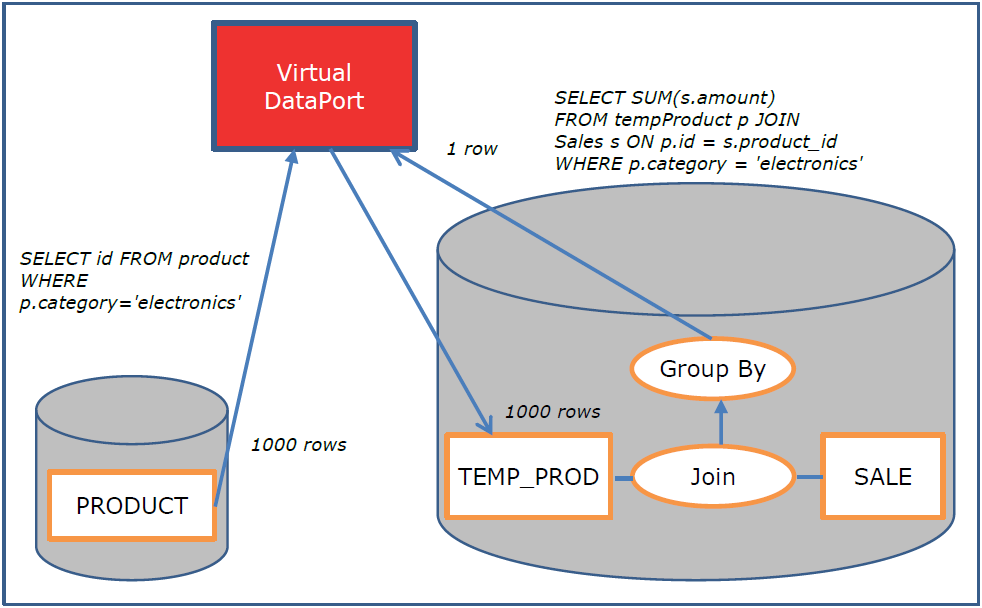 Virtual
DataPort
SELECT SUM(s.amount)
FROM tempProduct p JOIN
Sales s ON p.id = s.product_id
WHERE p.category = 'electronics'
1 row
SELECT id FROM product
WHERE
p.category='electronics'
Group By
1000 rows
1000 rows
PRODUCT
TEMP_PROD
Join
SALE